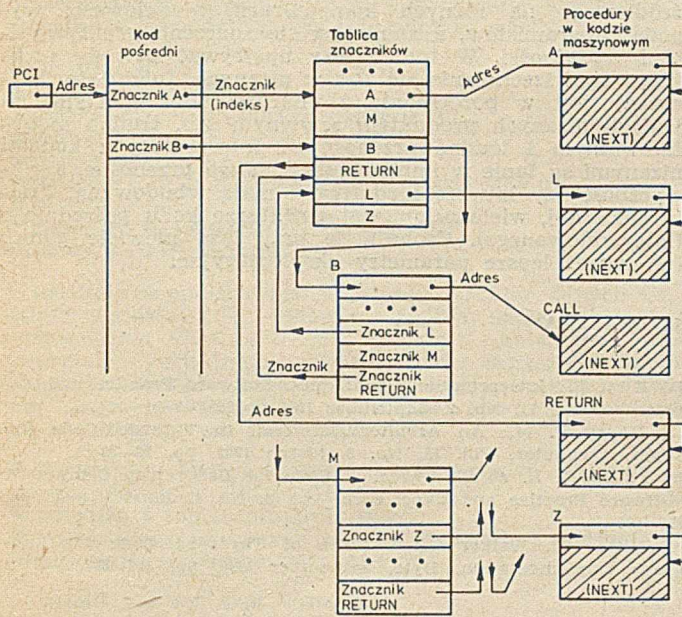 Kod
pośredni
Tablica
znaczników
Procedury
w kodzie
maszynowym
PCI
Adres
Znacznik A
Znacznik
(indeks)
A
Adres
A
M
Znacznik B
B
RETURN
L
Z
(NEXT)
L
(NEXT)
B
Adres
Znacznik L
Znacznik M
Znacznik
RETURN
Znacznik
CALL
(NEXT)
Adres
RETURN
(NEXT)
M
Znacznik Z
Znacznik
RETURN
Z
(NEXT)